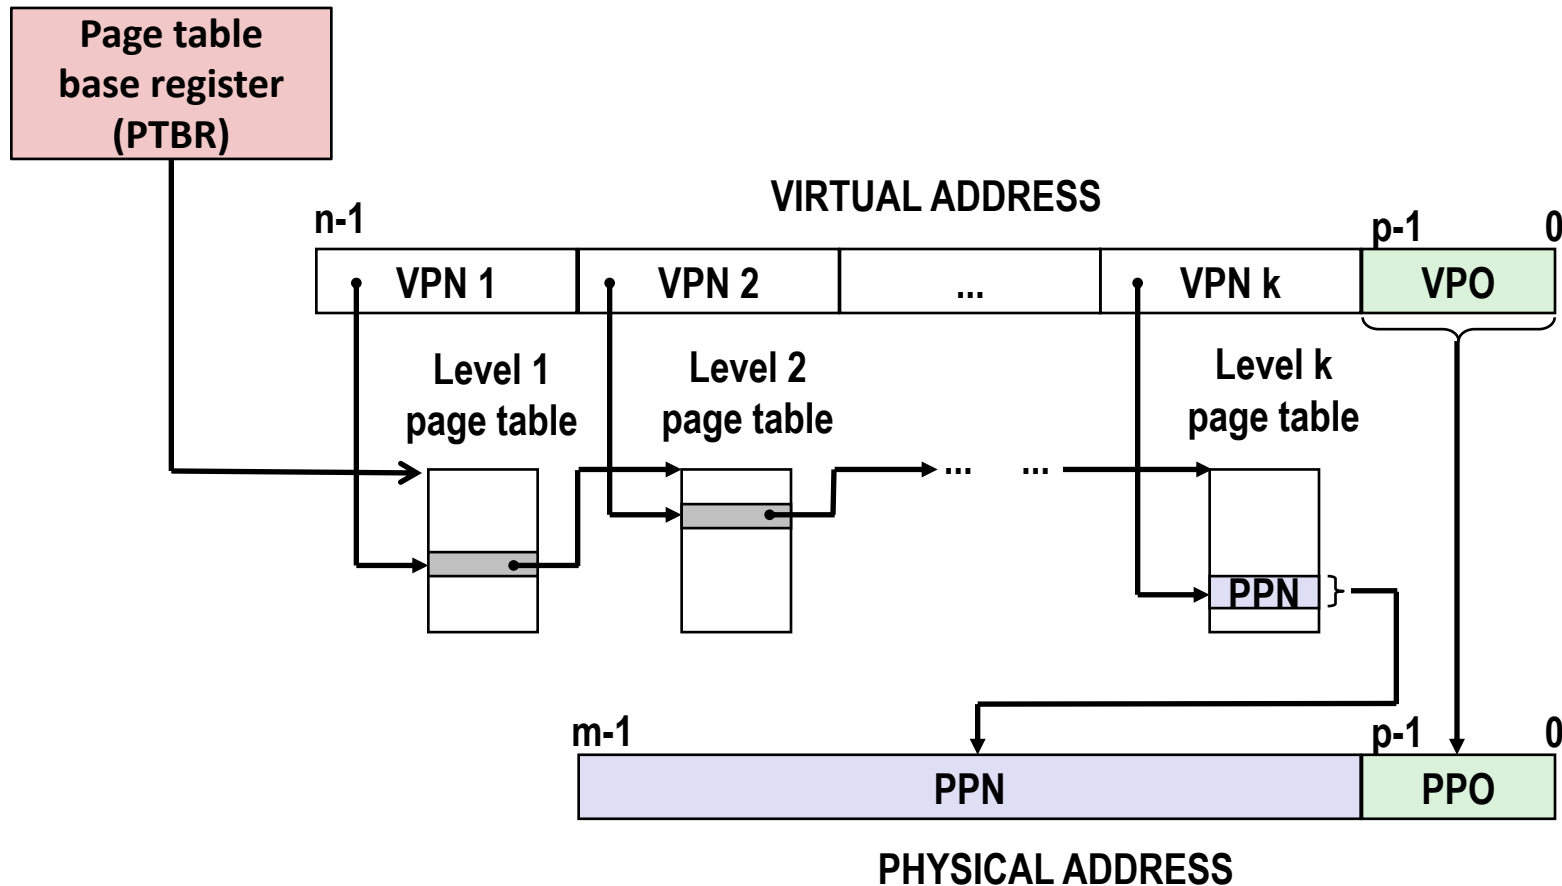 Page table
base register
(PTBR)
VIRTUAL ADDRESS
n-1
p-1
0
VPN 1
VPN 2
...
VPN k
VPO
Level 1
page table
Level 2
page table
Level k
page table
...
...
PPN
m-1
p-1
0
PPN
PPO
PHYSICAL ADDRESS